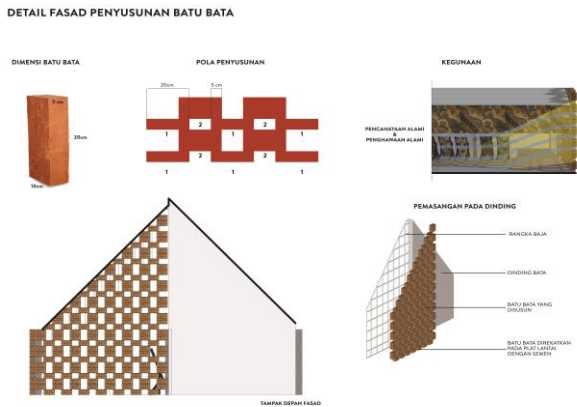 DETAIL FASAD PENYUSUNAN BATU BATA
DIMENSI BATU BATA
POLA PENYUSUNAN
KEGUNAAN
5 cm
20cm
10cm
20cm
5 cm
2
2
1
1
1
2
2
1
1
1
PENCAHAYAAN ALAMI
&
PENGHAWAAN ALAMI
PEMASANGAN PADA DINDING
RANGKA BAJA
DINDING BATA
BATU BATA YANG
DISUSUN
BATU BATA DIREKATKAN
PADA PLAT LANTAI
DENGAN SEMEN
TAMPAK DEPAN FASAD